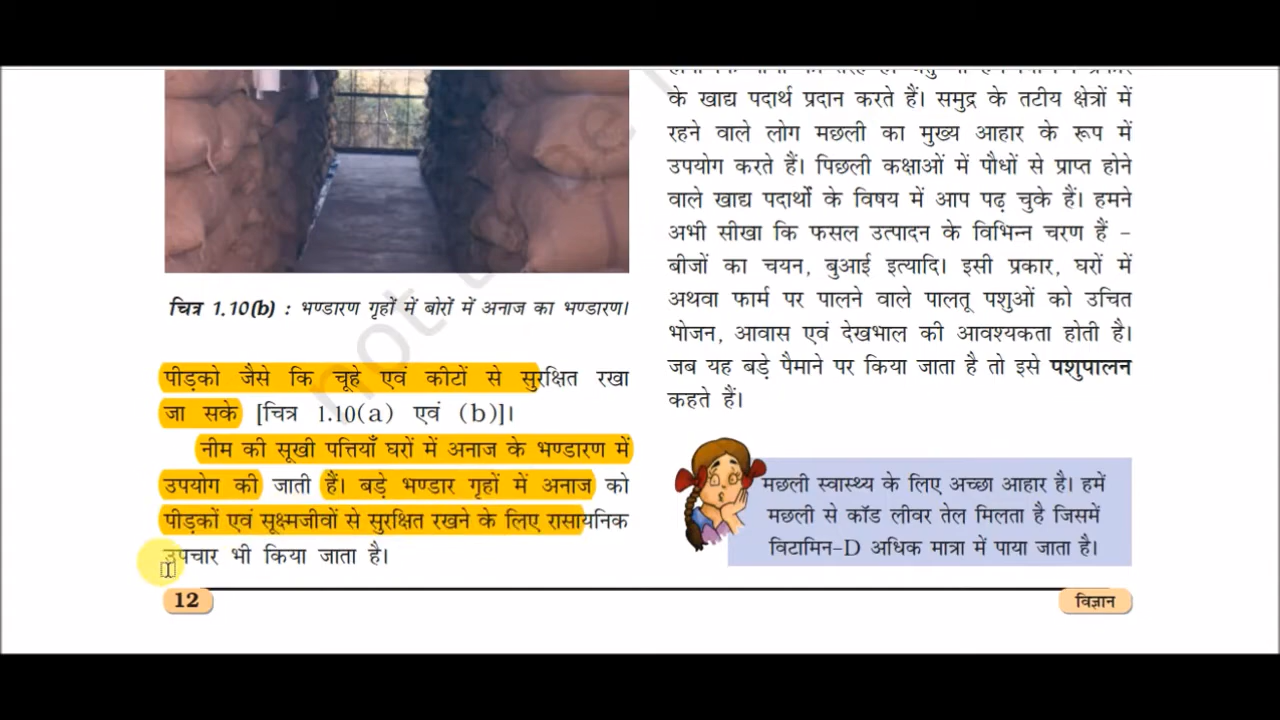 चित्र 1.10(b) : भण्डारण गृहों में बोरों में अनाज का भण्डारण।
पीड़को जैसे कि चूहे एवं कीटों से सुरक्षित रखा
जा सके [चित्र 1.10(a) एवं (b)]।
नीम की सूखी पत्तियाँ घरों में अनाज के भण्डारण में
उपयोग की जाती हैं। बड़े भण्डार गृहों में अनाज को
पीड़कों एवं सूक्ष्मजीवों से सुरक्षित रखने के लिए रासायनिक
उपचार भी किया जाता है।
के खाद्य पदार्थ प्रदान करते हैं। समुद्र के तटीय क्षेत्रों में
रहने वाले लोग मछली का मुख्य आहार के रूप में
उपयोग करते हैं। पिछली कक्षाओं में पौधों से प्राप्त होने
वाले खाद्य पदार्थों के विषय में आप पढ़ चुके हैं। हमने
अभी सीखा कि फसल उत्पादन के विभिन्न चरण हैं –
बीजों का चयन, बुआई इत्यादि। इसी प्रकार, घरों में
अथवा फार्म पर पालने वाले पालतू पशुओं को उचित
भोजन, आवास एवं देखभाल की आवश्यकता होती है।
जब यह बड़े पैमाने पर किया जाता है तो इसे पशुपालन
कहते हैं।
मछली स्वास्थ्य के लिए अच्छा आहार है। हमें
मछली से कॉड लीवर तेल मिलता है जिसमें
विटामिन-D अधिक मात्रा में पाया जाता है।
12
विज्ञान
not